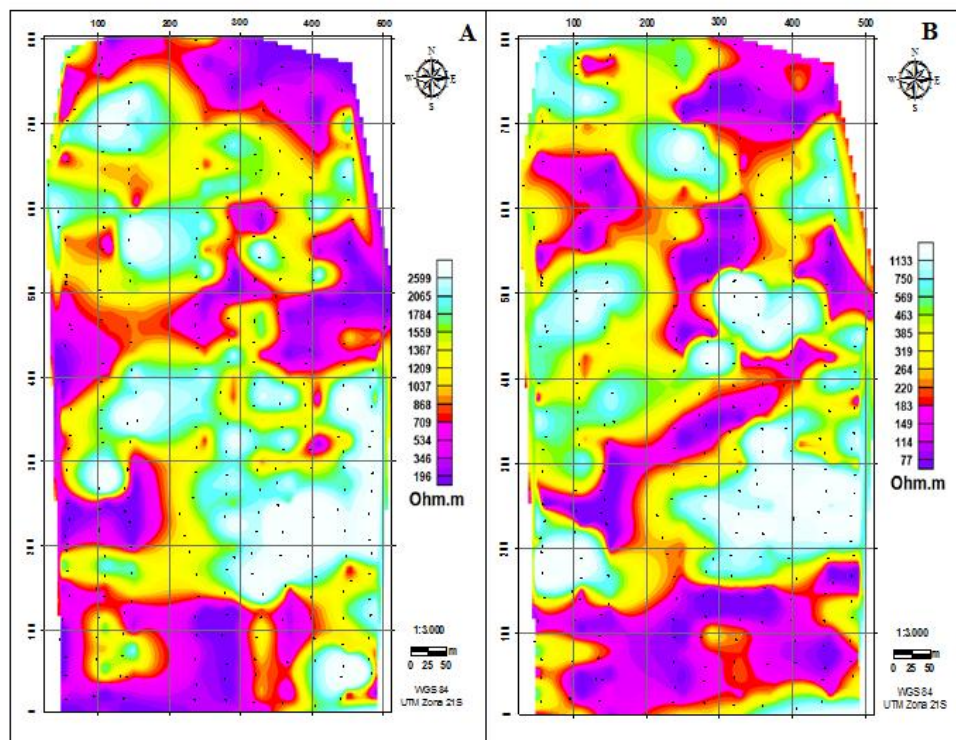 100 200 300 400 500
A
N
W E
S
2599
2065
1784
1559
1367
1209
1037
868
709
534
346
196
Ohm.m
1:3.000
0 25 50 m
WGS 84
UTM Zona 21S
100 200 300 400 500
B
N
W E
S
1133
750
569
463
385
319
264
220
183
149
114
77
Ohm.m
1:3.000
0 25 50 m
WGS 84
UTM Zona 21S